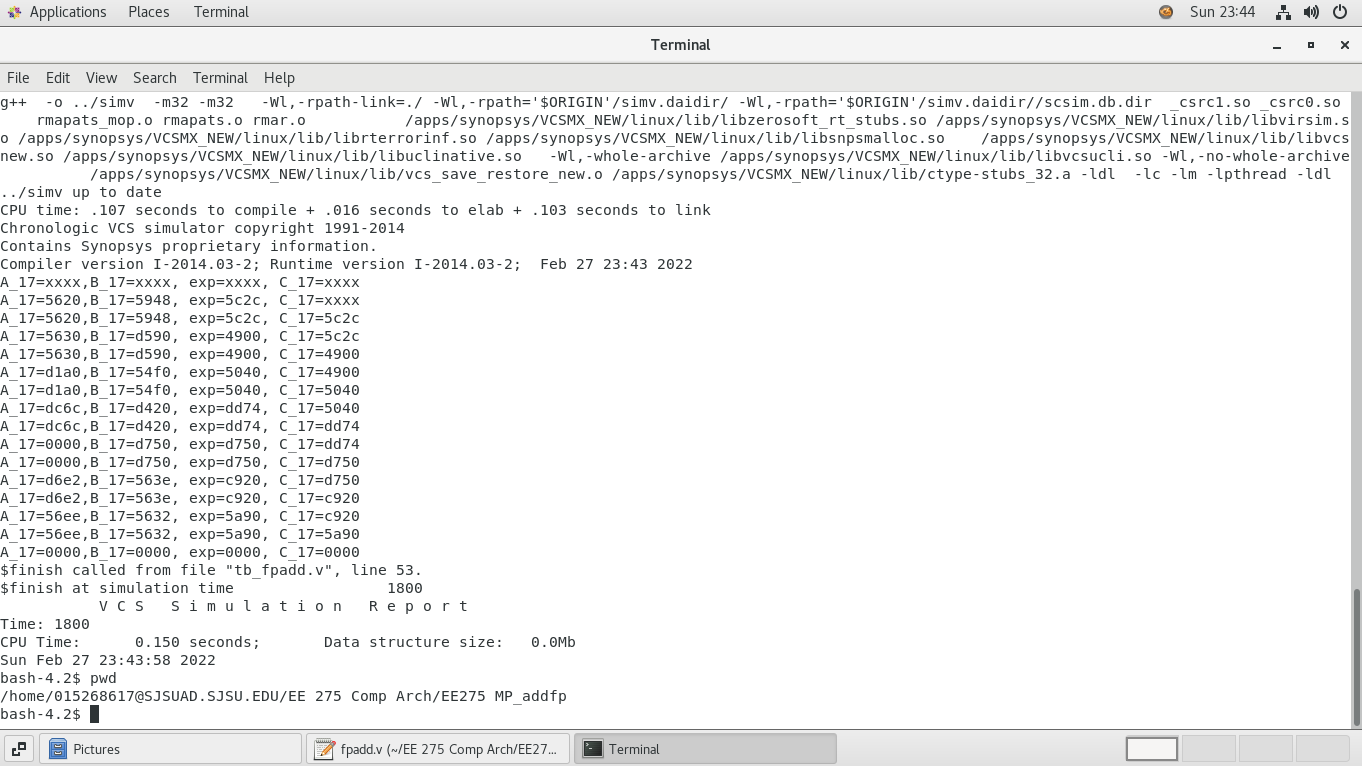 Applications Places Terminal Sun 23:44
Terminal
File Edit View Search Terminal Help
g++  -o ../simv  -m32 -m32   -Wl,-rpath-link=./ -Wl,-rpath='$ORIGIN'/simv.daidir/ -Wl,-rpath='$ORIGIN'/simv.daidir//scsim.db.dir  _csrc1.so _csrc0.so
    rmapats_mop.o rmapats.o rmar.o           /apps/synopsys/VCSMX_NEW/linux/lib/libzerosoft_rt_stubs.so /apps/synopsys/VCSMX_NEW/linux/lib/libvirsim.s
o /apps/synopsys/VCSMX_NEW/linux/lib/librterrorinf.so /apps/synopsys/VCSMX_NEW/linux/lib/libsnpsmalloc.so    /apps/synopsys/VCSMX_NEW/linux/lib/libvcs
new.so /apps/synopsys/VCSMX_NEW/linux/lib/libuclinative.so   -Wl,-whole-archive /apps/synopsys/VCSMX_NEW/linux/lib/libvcsucli.so -Wl,-no-whole-archive
          /apps/synopsys/VCSMX_NEW/linux/lib/vcs_save_restore_new.o /apps/synopsys/VCSMX_NEW/linux/lib/ctype-stubs_32.a -ldl  -lc -lm -lpthread -ldl
../simv up to date
CPU time: .107 seconds to compile + .016 seconds to elab + .103 seconds to link
Chronologic VCS simulator copyright 1991-2014
Contains Synopsys proprietary information.
Compiler version I-2014.03-2; Runtime version I-2014.03-2;  Feb 27 23:43 2022
A_17=xxxx,B_17=xxxx, exp=xxxx, C_17=xxxx
A_17=5620,B_17=5948, exp=5c2c, C_17=xxxx
A_17=5620,B_17=5948, exp=5c2c, C_17=5c2c
A_17=5630,B_17=d590, exp=4900, C_17=5c2c
A_17=5630,B_17=d590, exp=4900, C_17=4900
A_17=d1a0,B_17=54f0, exp=5040, C_17=4900
A_17=d1a0,B_17=54f0, exp=5040, C_17=5040
A_17=dc6c,B_17=d420, exp=dd74, C_17=5040
A_17=dc6c,B_17=d420, exp=dd74, C_17=dd74
A_17=0000,B_17=d750, exp=d750, C_17=dd74
A_17=0000,B_17=d750, exp=d750, C_17=d750
A_17=d6e2,B_17=563e, exp=c920, C_17=d750
A_17=d6e2,B_17=563e, exp=c920, C_17=c920
A_17=56ee,B_17=5632, exp=5a90, C_17=c920
A_17=56ee,B_17=5632, exp=5a90, C_17=5a90
A_17=0000,B_17=0000, exp=0000, C_17=0000
$finish called from file "tb_fpadd.v", line 53.
$finish at simulation time                 1800
           V C S   S i m u l a t i o n   R e p o r t
Time: 1800
CPU Time:      0.150 seconds;       Data structure size:   0.0Mb
Sun Feb 27 23:43:58 2022
bash-4.2$ pwd
/home/015268617@SJSUAD.SJSU.EDU/EE 275 Comp Arch/EE275 MP_addfp
bash-4.2$
Pictures fpadd.v (~/EE 275 Comp Arch/EE27... Terminal